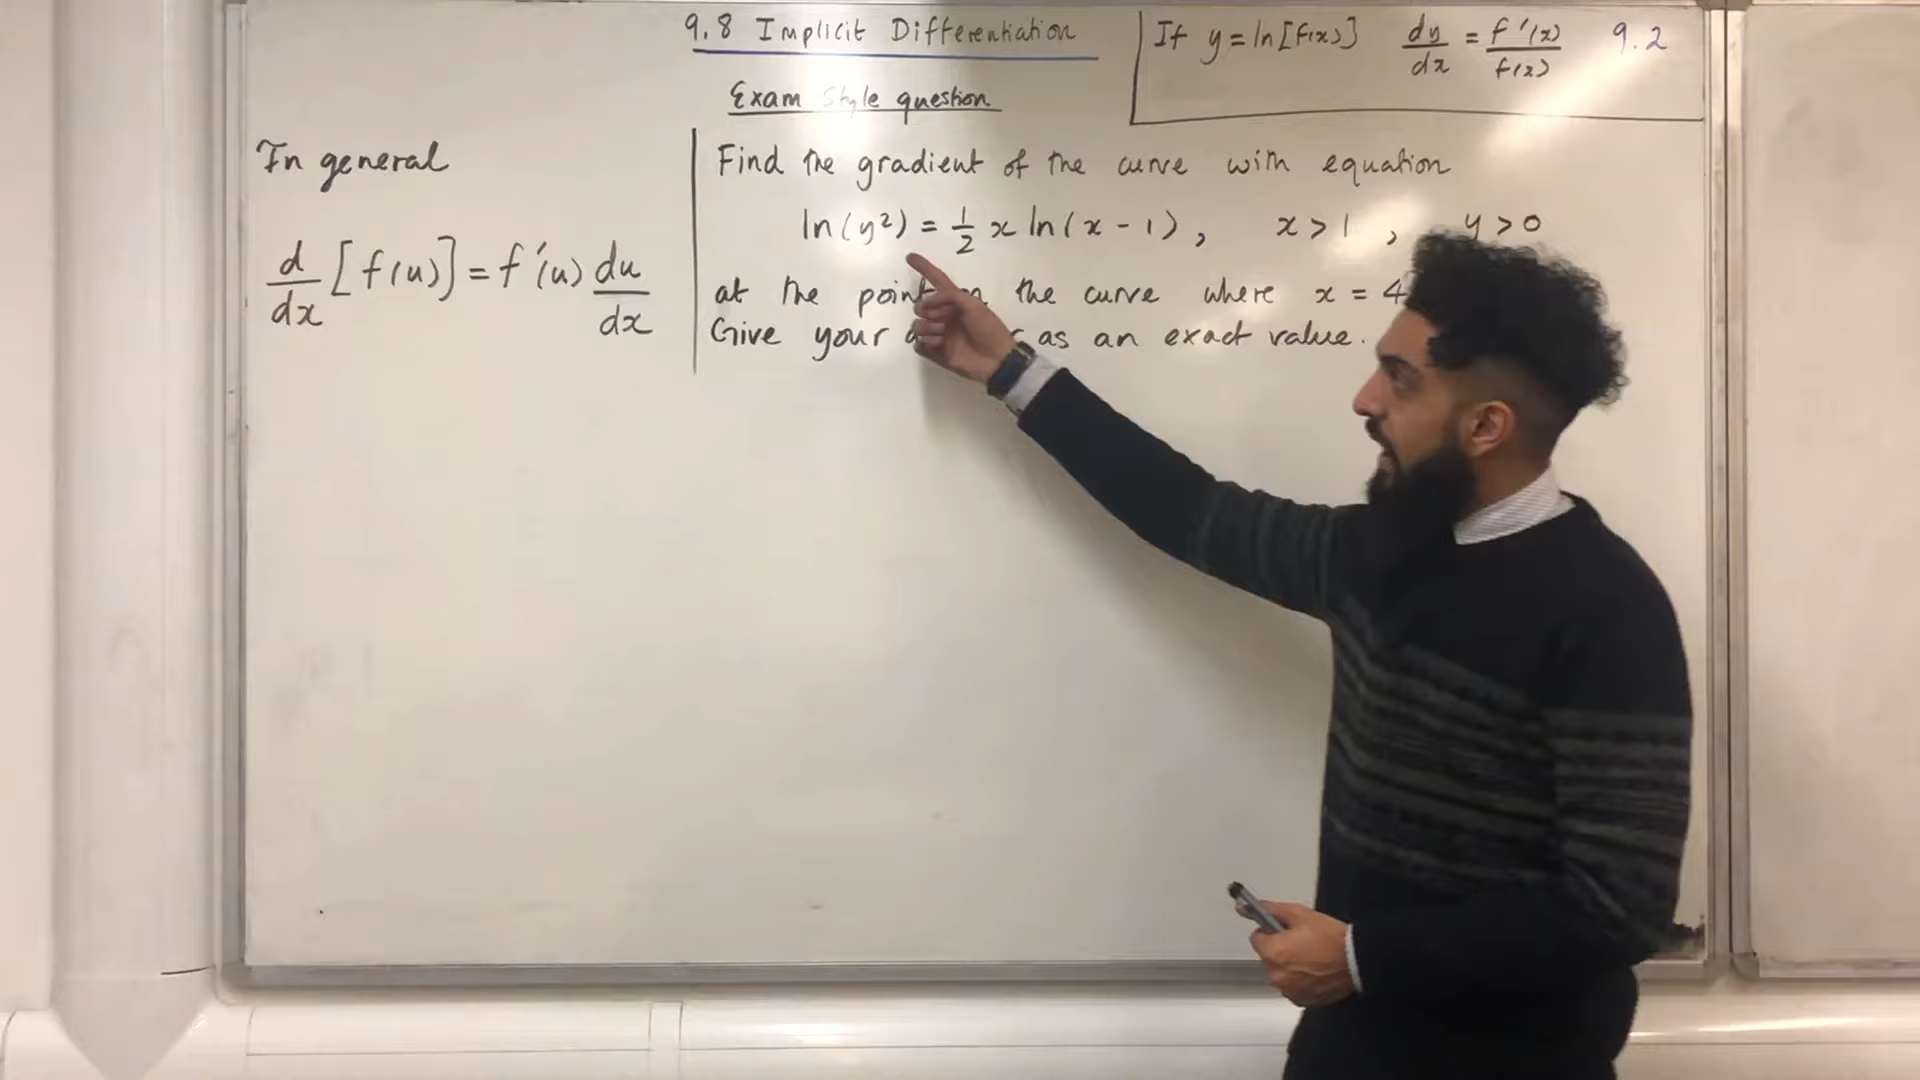 9.8 Implicit Differentiation
If y = ln[f(x)] dy/dx = f'(x)/f(x) 9.2
Exam Style question
In general
d/dx [f(u)] = f'(u) du/dx
Find the gradient of the curve with equation
ln(y²) = 1/2 x ln(x - 1), x > 1, y > 0
at the point the curve where x = 4
Give your as an exact value.